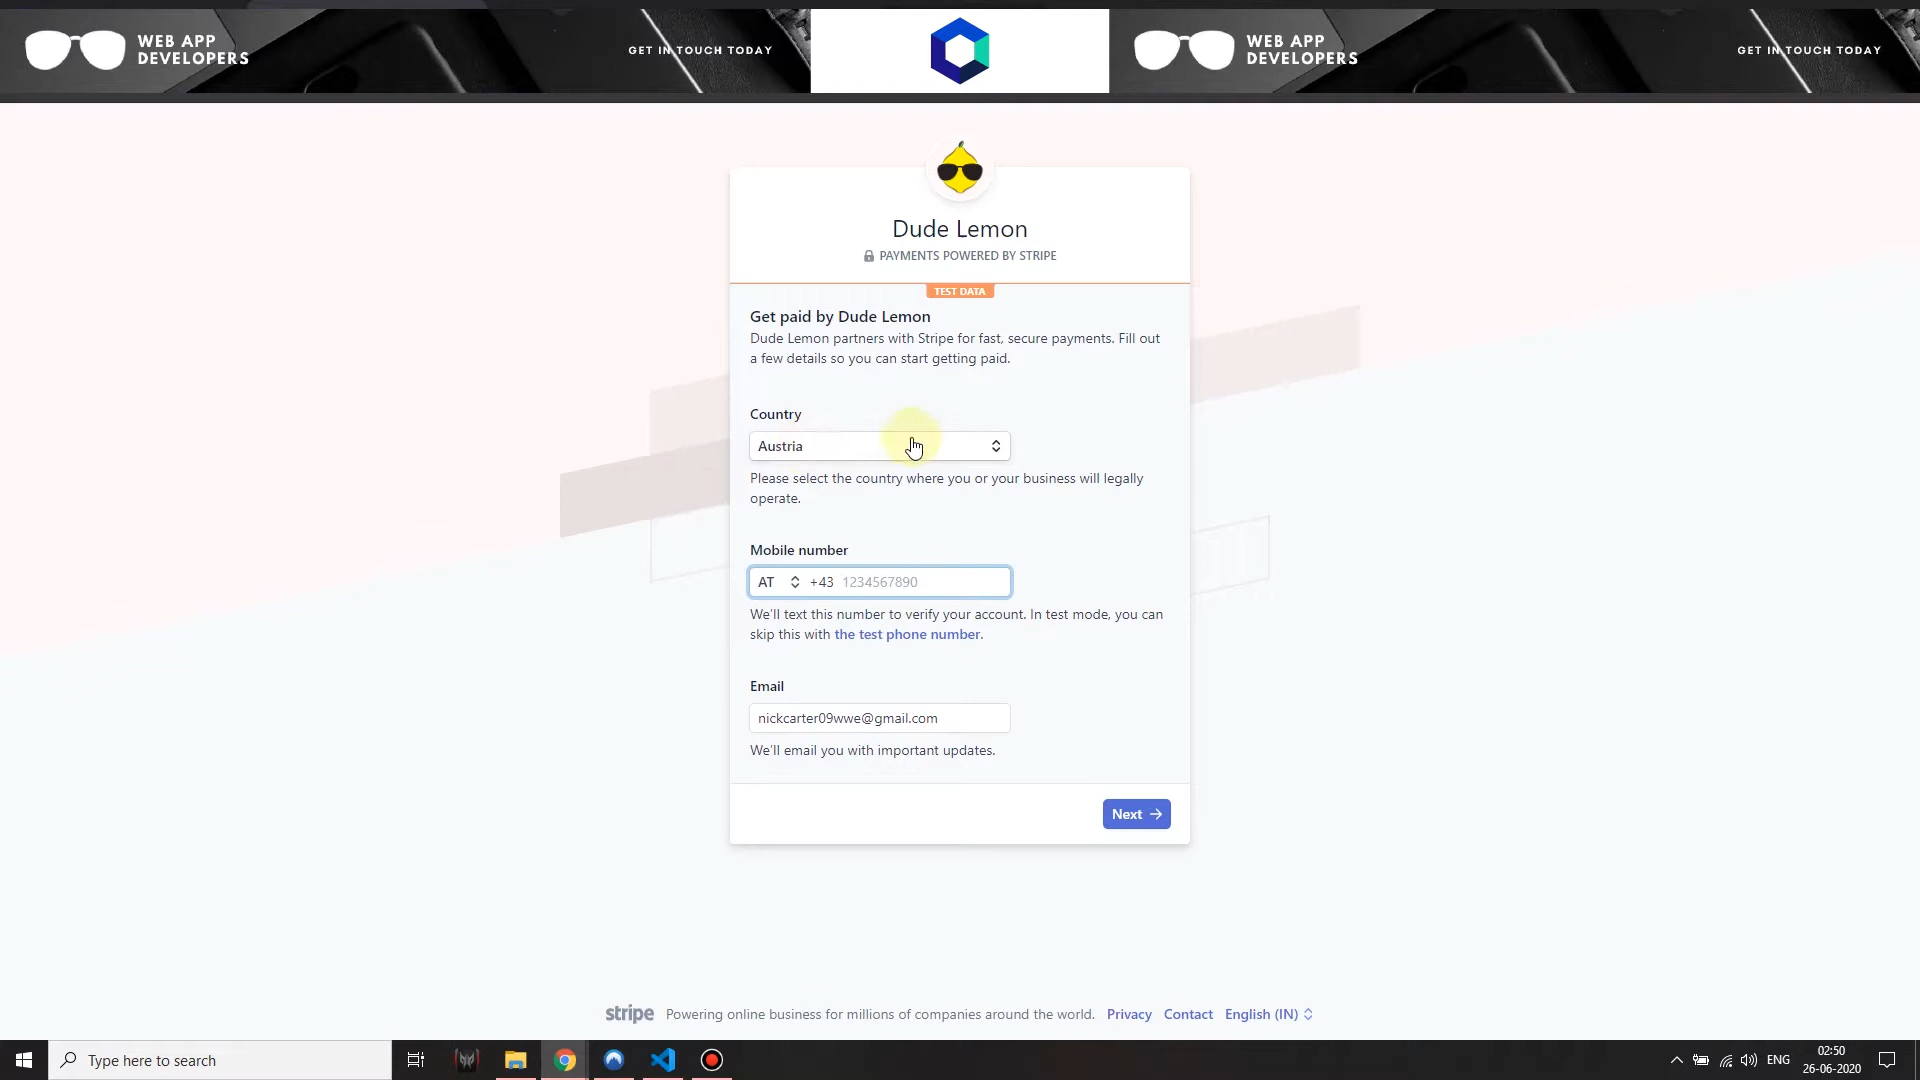 WEB APP
DEVELOPERS
GET IN TOUCH TODAY
WEB APP
DEVELOPERS
GET IN TOUCH TODAY
Dude Lemon
PAYMENTS POWERED BY STRIPE
TEST DATA
Get paid by Dude Lemon
Dude Lemon partners with Stripe for fast, secure payments. Fill out
a few details so you can start getting paid.
Country
Austria
Please select the country where you or your business will legally
operate.
Mobile number
AT +43 1234567890
We'll text this number to verify your account. In test mode, you can
skip this with the test phone number.
Email
nickcarter09wwe@gmail.com
We'll email you with important updates.
Next →
stripe Powering online business for millions of companies around the world. Privacy Contact English (IN)
Type here to search
ENG
02:50
26-06-2020